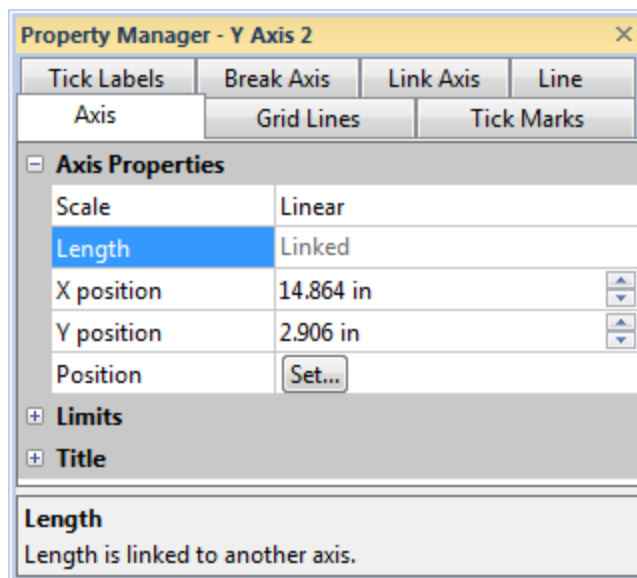 Property Manager - Y Axis 2
Tick Labels Break Axis Link Axis Line
Axis Grid Lines Tick Marks
Axis Properties
Scale Linear
Length Linked
X position 14.864 in
Y position 2.906 in
Position Set...
Limits
Title
Length
Length is linked to another axis.